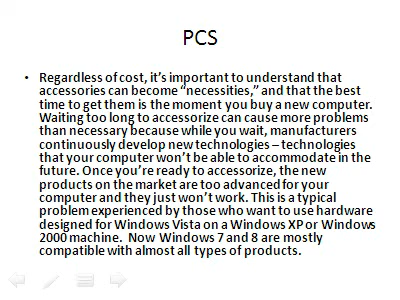 PCS
• Regardless of cost, it’s important to understand that
accessories can become “necessities,” and that the best
time to get them is the moment you buy a new computer.
Waiting too long to accessorize can cause more problems
than necessary because while you wait, manufacturers
continuously develop new technologies – technologies
that your computer won’t be able to accommodate in the
future. Once you’re ready to accessorize, the new
products on the market are too advanced for your
computer and they just won’t work. This is a typical
problem experienced by those who want to use hardware
designed for Windows Vista on a Windows XP or Windows
2000 machine.  Now Windows 7 and 8 are mostly
compatible with almost all types of products.